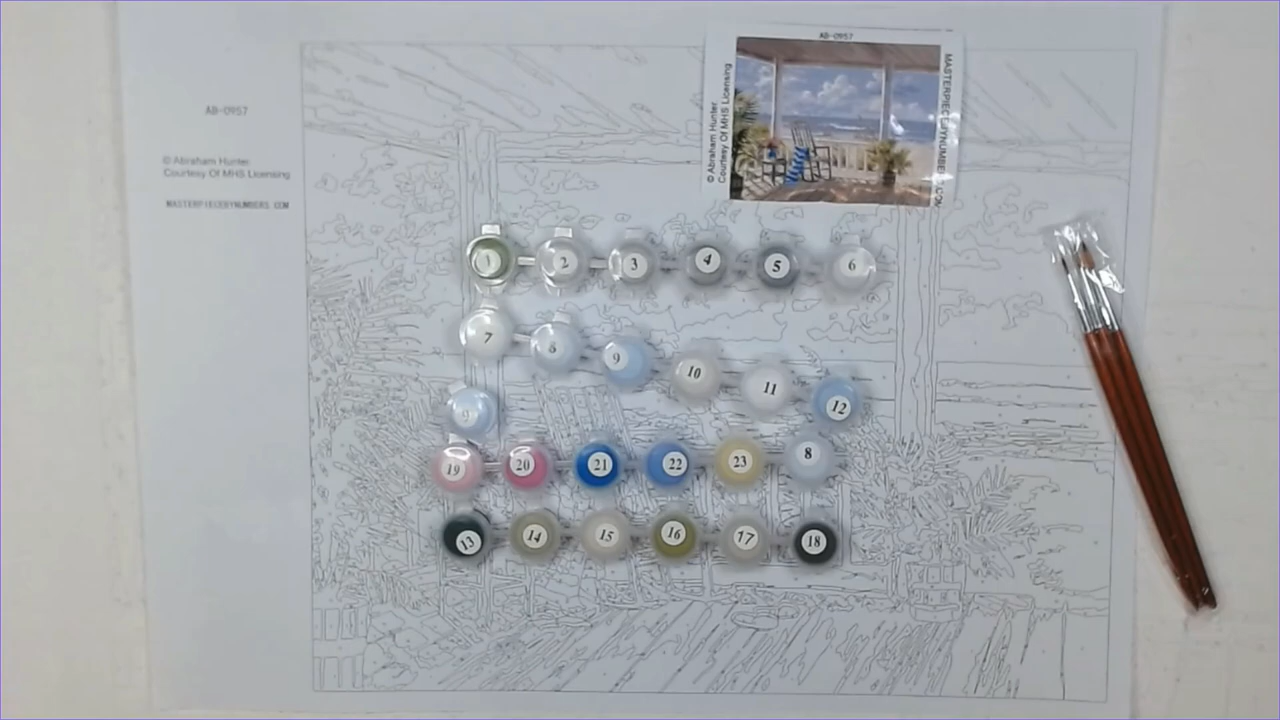 AB-0957
© Abraham Hunter
Courtesy Of MHS Licensing
MASTERPIECEBYNUMBERS.COM
AB-0957
© Abraham Hunter
Courtesy Of MHS Licensing
1 2 3 4 5 6
7 8 9 10 11 12
19 20 21 22 23 8
13 14 15 16 17 18